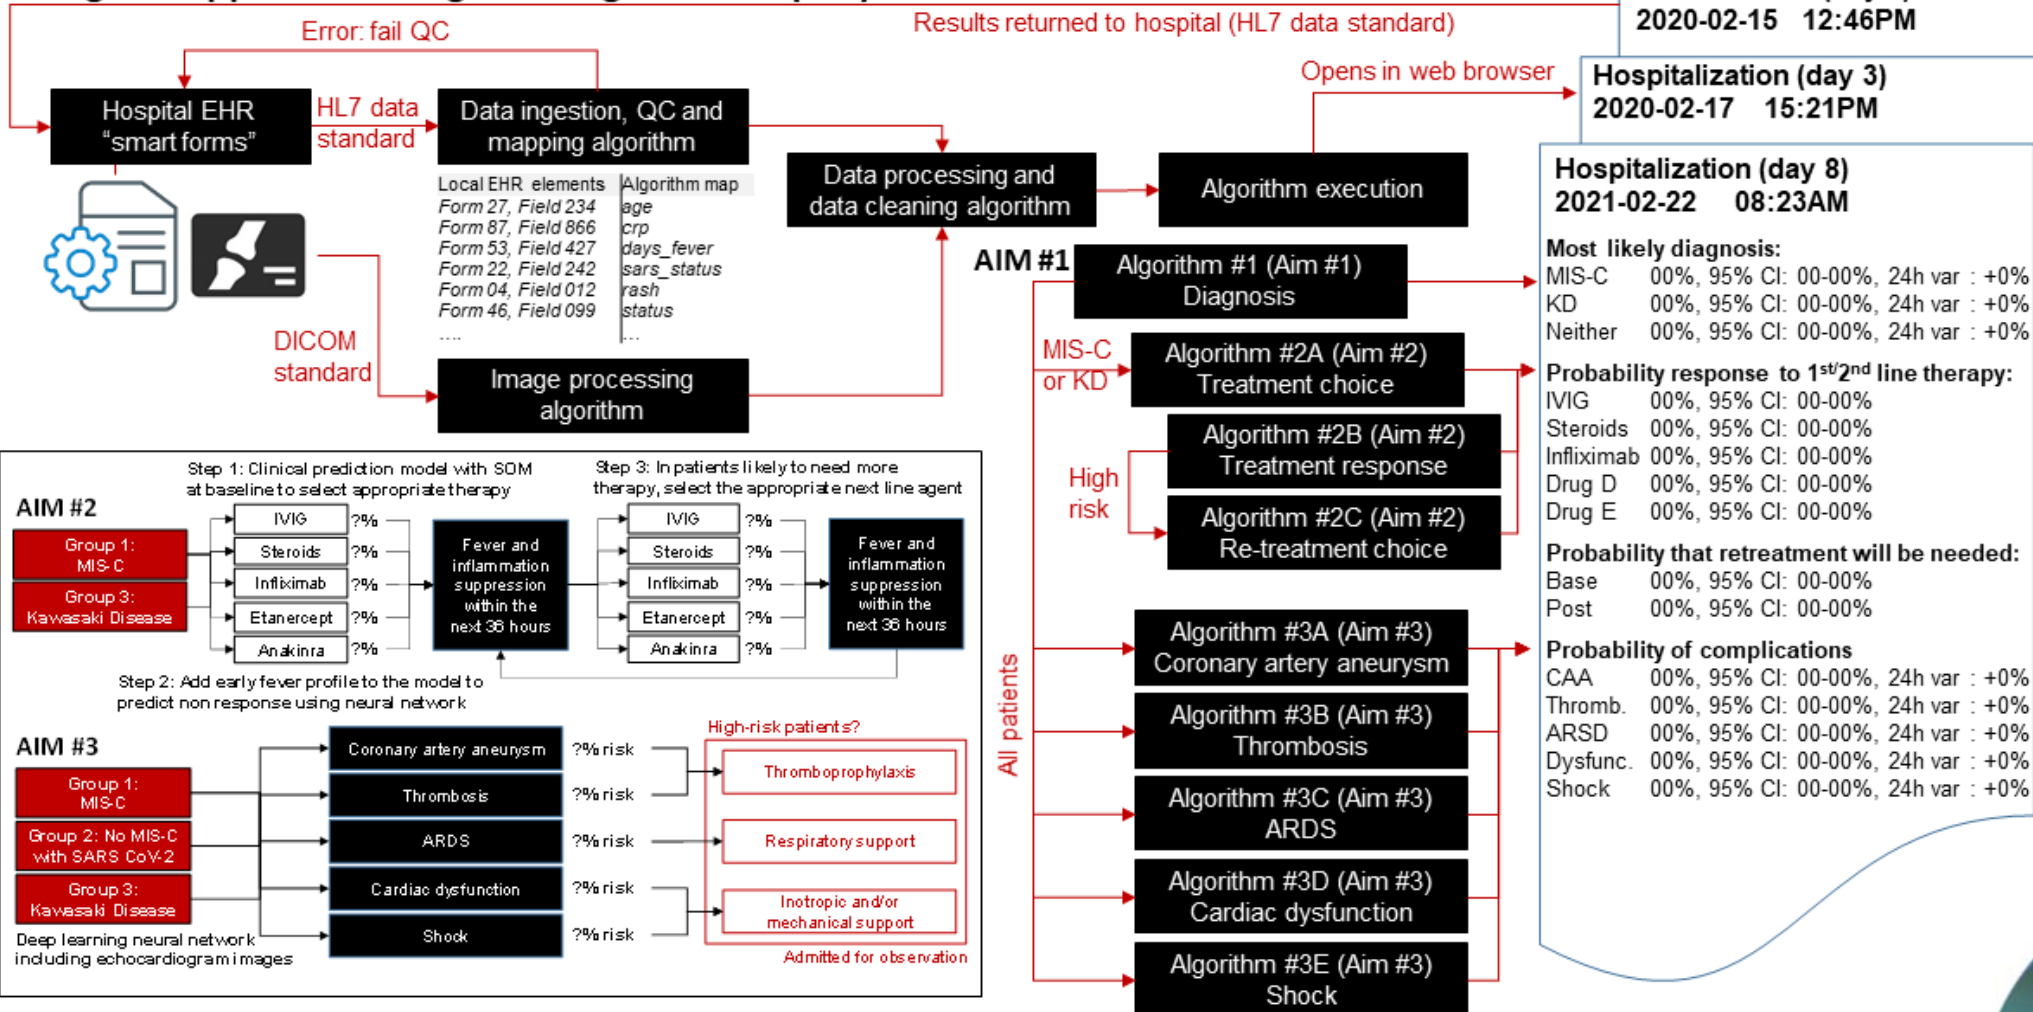 Results returned to hospital (HL7 data standard)
2020-02-15 12:46PM
Error: fail QC
Opens in web browser
Hospitalization (day 3)
2020-02-17 15:21PM
Hospital EHR
“smart forms”
HL7 data
standard
Data ingestion, QC and
mapping algorithm
Local EHR elements Algorithm map
Form 27, Field 234 age
Form 87, Field 866 crp
Form 53, Field 427 days_fever
Form 22, Field 242 sars_status
Form 04, Field 012 rash
Form 46, Field 099 status
.... ...
DICOM
standard
Image processing
algorithm
Data processing and
data cleaning algorithm
Algorithm execution
AIM #1
Algorithm #1 (Aim #1)
Diagnosis
MIS-C
or KD
Algorithm #2A (Aim #2)
Treatment choice
Algorithm #2B (Aim #2)
Treatment response
High
risk
Algorithm #2C (Aim #2)
Re-treatment choice
All patients
Algorithm #3A (Aim #3)
Coronary artery aneurysm
Algorithm #3B (Aim #3)
Thrombosis
Algorithm #3C (Aim #3)
ARDS
Algorithm #3D (Aim #3)
Cardiac dysfunction
Algorithm #3E (Aim #3)
Shock
Hospitalization (day 8)
2021-02-22 08:23AM
Most likely diagnosis:
MIS-C 00%, 95% CI: 00-00%, 24h var : +0%
KD 00%, 95% CI: 00-00%, 24h var : +0%
Neither 00%, 95% CI: 00-00%, 24h var : +0%
Probability response to 1st/2nd line therapy:
IVIG 00%, 95% CI: 00-00%
Steroids 00%, 95% CI: 00-00%
Infliximab 00%, 95% CI: 00-00%
Drug D 00%, 95% CI: 00-00%
Drug E 00%, 95% CI: 00-00%
Probability that retreatment will be needed:
Base 00%, 95% CI: 00-00%
Post 00%, 95% CI: 00-00%
Probability of complications
CAA 00%, 95% CI: 00-00%, 24h var : +0%
Thromb. 00%, 95% CI: 00-00%, 24h var : +0%
ARSD 00%, 95% CI: 00-00%, 24h var : +0%
Dysfunc. 00%, 95% CI: 00-00%, 24h var : +0%
Shock 00%, 95% CI: 00-00%, 24h var : +0%
Step 1: Clinical prediction model with SOM
at baseline to select appropriate therapy
Step 3: In patients likely to need more
therapy, select the appropriate next line agent
AIM #2
Group 1:
MIS-C
Group 3:
Kawasaki Disease
IVIG ?%
Steroids ?%
Infliximab ?%
Etanercept ?%
Anakinra ?%
Fever and
inflammation
suppression
within the
next 36 hours
IVIG ?%
Steroids ?%
Infliximab ?%
Etanercept ?%
Anakinra ?%
Fever and
inflammation
suppression
within the
next 36 hours
Step 2: Add early fever profile to the model to
predict non response using neural network
AIM #3
Group 1:
MIS-C
Group 2: No MIS-C
with SARS CoV-2
Group 3:
Kawasaki Disease
Deep learning neural network
including echocardiogram images
Coronary artery aneurysm ?% risk
Thrombosis ?% risk
ARDS ?% risk
Cardiac dysfunction ?% risk
Shock ?% risk
High-risk patients?
Thromboprophylaxis
Respiratory support
Inotropic and/or
mechanical support
Admitted for observation